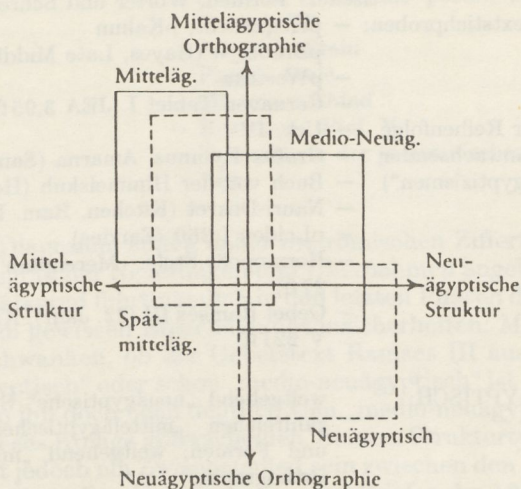 Mittelägyptische
Orthographie
Mitteläg.
Medio-Neuäg.
Mittel-
ägyptische
Struktur
Neu-
ägyptische
Struktur
Spät-
mitteläg.
Neuägyptisch
Neuägyptische Orthographie